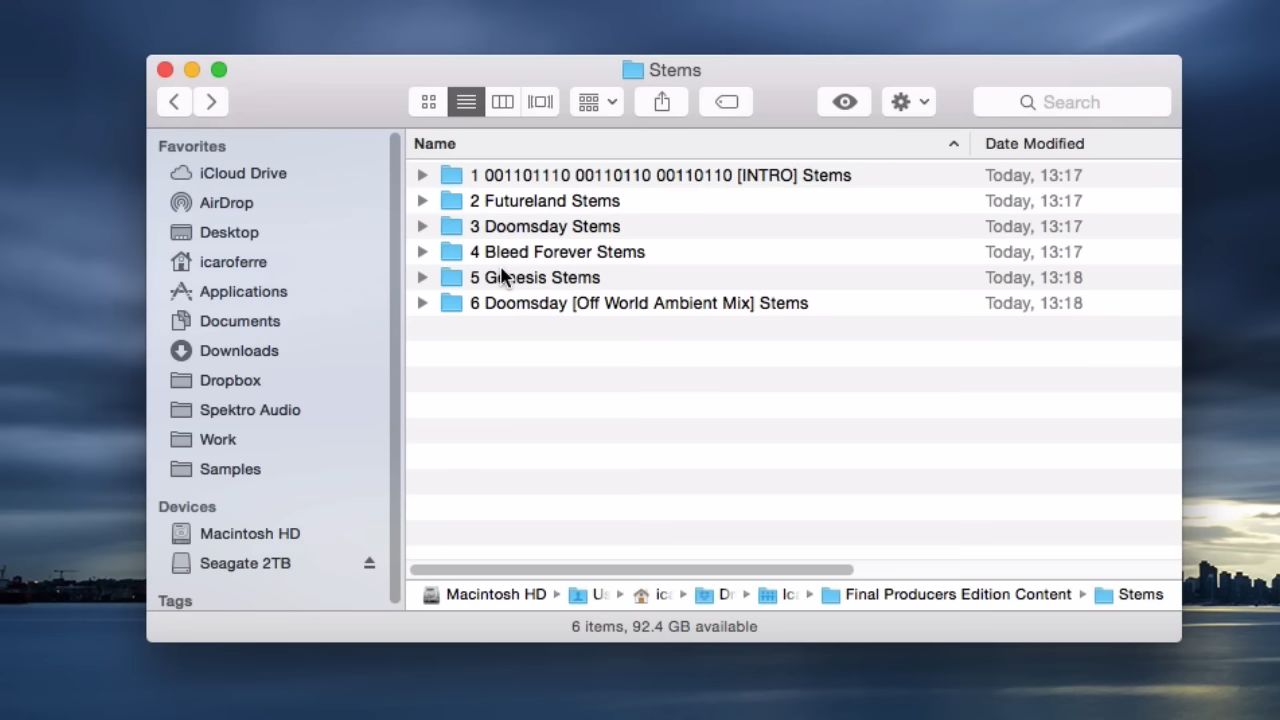 Stems
Search
Favorites
iCloud Drive
AirDrop
Desktop
icaroferre
Applications
Documents
Downloads
Dropbox
Spektro Audio
Work
Samples
Devices
Macintosh HD
Seagate 2TB
Tags
Name Date Modified
1 001101110 00110110 00110110 [INTRO] Stems Today, 13:17
2 Futureland Stems Today, 13:17
3 Doomsday Stems Today, 13:17
4 Bleed Forever Stems Today, 13:17
5 Genesis Stems Today, 13:18
6 Doomsday [Off World Ambient Mix] Stems Today, 13:18
Macintosh HD Us ica Dr Ica Final Producers Edition Content Stems
6 items, 92.4 GB available